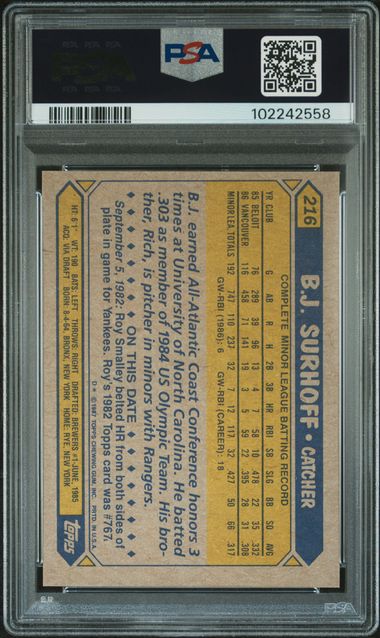 PSA
102242558
216 B.J. SURHOFF • CATCHER
COMPLETE MINOR LEAGUE BATTING RECORD
YR CLUB G AB R H 2B 3B HR RBI SB SLG BB SO AVG
85 BELOIT 76 289 39 96 13 4 7 58 10 .478 22 35 .332
86 VANCOUVER 116 458 71 141 19 3 5 59 22 .395 28 31 .308
MINOR LEA. TOTALS 192 747 110 237 32 7 12 117 32 .427 50 66 .317
GW-RBI (1986): 6 GW-RBI (CAREER): 18
B.J. earned All-Atlantic Coast Conference honors 3
times at University of North Carolina. He batted
.303 as member of 1984 US Olympic Team. His bro-
ther, Rich, is pitcher in minors with Rangers.
ON THIS DATE
September 5, 1982: Roy Smalley belted HR from both sides of
plate in game for Yankees. Roy's 1982 Topps card was #767.
© 1987 TOPPS CHEWING GUM, INC. PRTD. IN U.S.A.
HT: 6'1" WT: 190 BATS: LEFT THROWS: RIGHT DRAFTED: BREWERS #1-JUNE, 1985
ACQ: VIA DRAFT BORN: 8-4-64, BRONX, NEW YORK HOME: RYE, NEW YORK
Topps
PSA